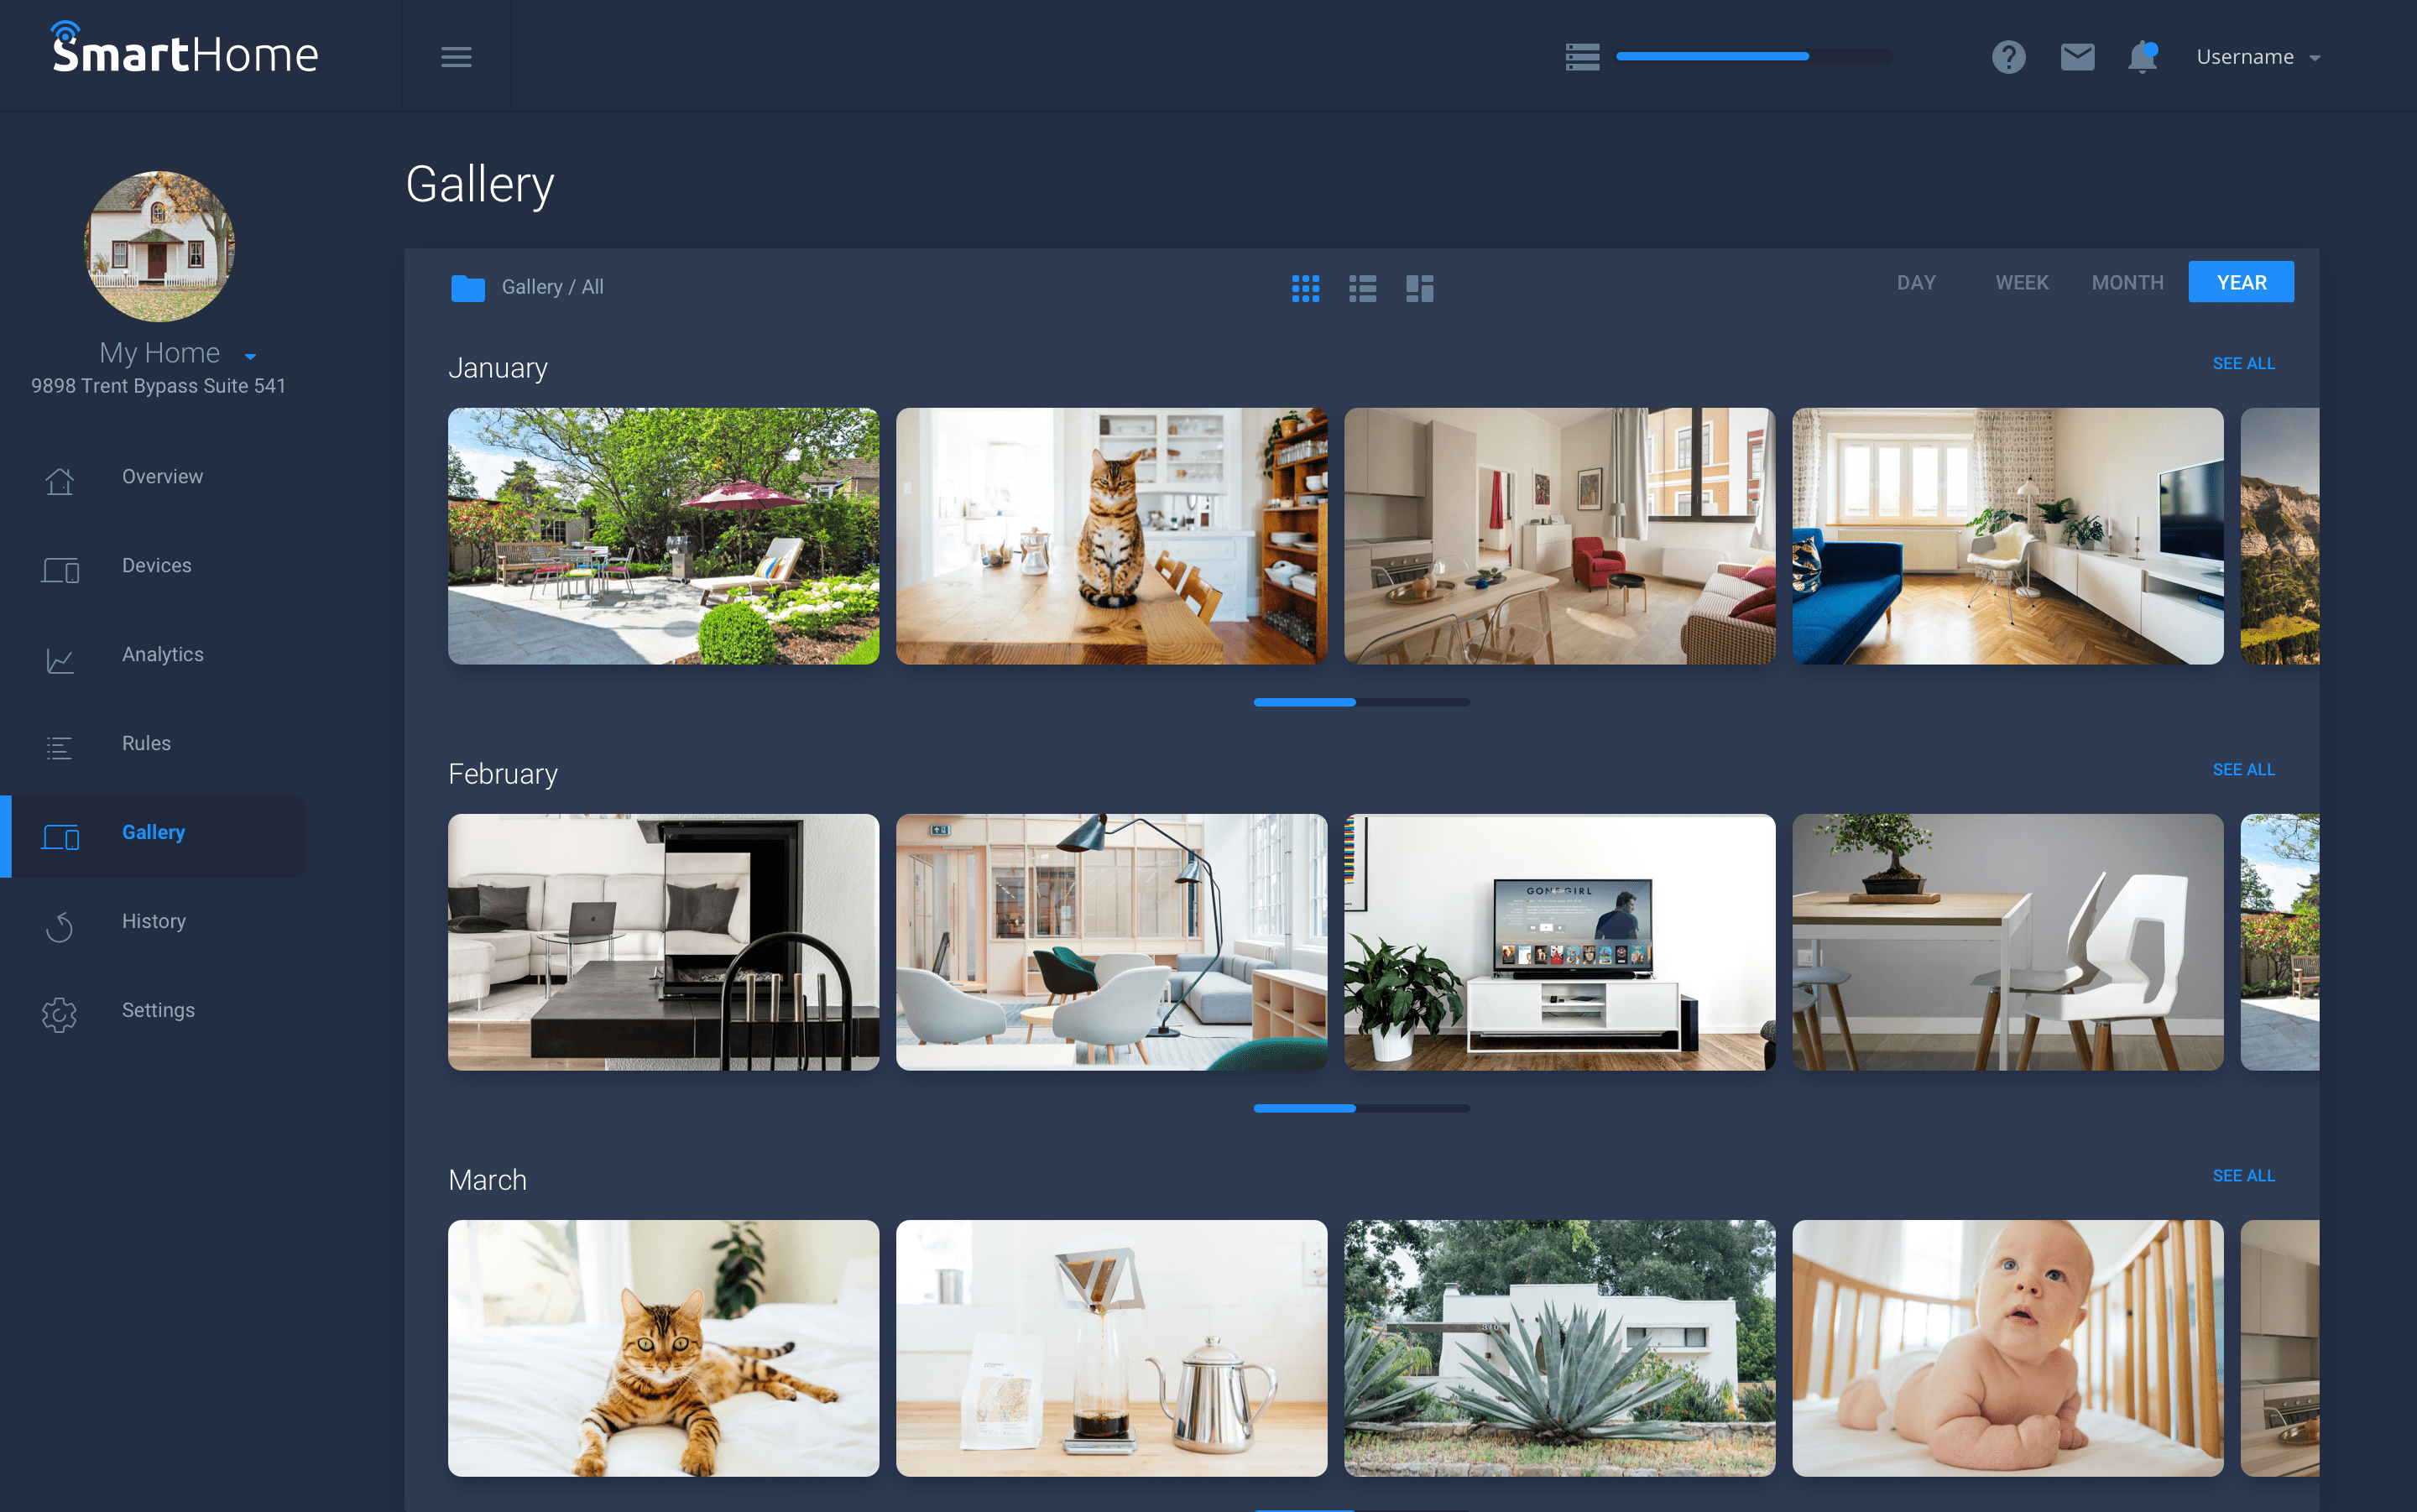 SmartHome
Username
My Home
9898 Trent Bypass Suite 541
Overview
Devices
Analytics
Rules
Gallery
History
Settings
Gallery
Gallery / All
DAY WEEK MONTH YEAR
January
SEE ALL
February
SEE ALL
GONE GIRL
March
SEE ALL